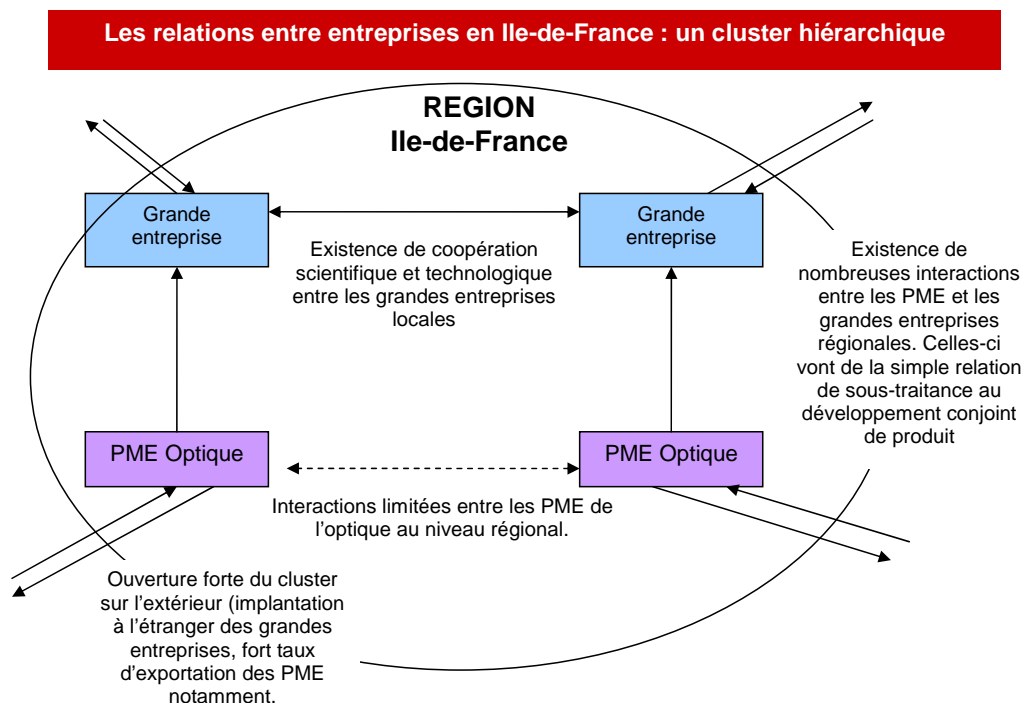 Les relations entre entreprises en Ile-de-France : un cluster hiérarchique
REGION
Ile-de-France
Grande
entreprise
Grande
entreprise
Existence de coopération
scientifique et technologique
entre les grandes entreprises
locales
Existence de
nombreuses interactions
entre les PME et les
grandes entreprises
régionales. Celles-ci
vont de la simple relation
de sous-traitance au
développement conjoint
de produit
PME Optique
PME Optique
Interactions limitées entre les PME de
l’optique au niveau régional.
Ouverture forte du cluster
sur l’extérieur (implantation
à l’étranger des grandes
entreprises, fort taux
d’exportation des PME
notamment.